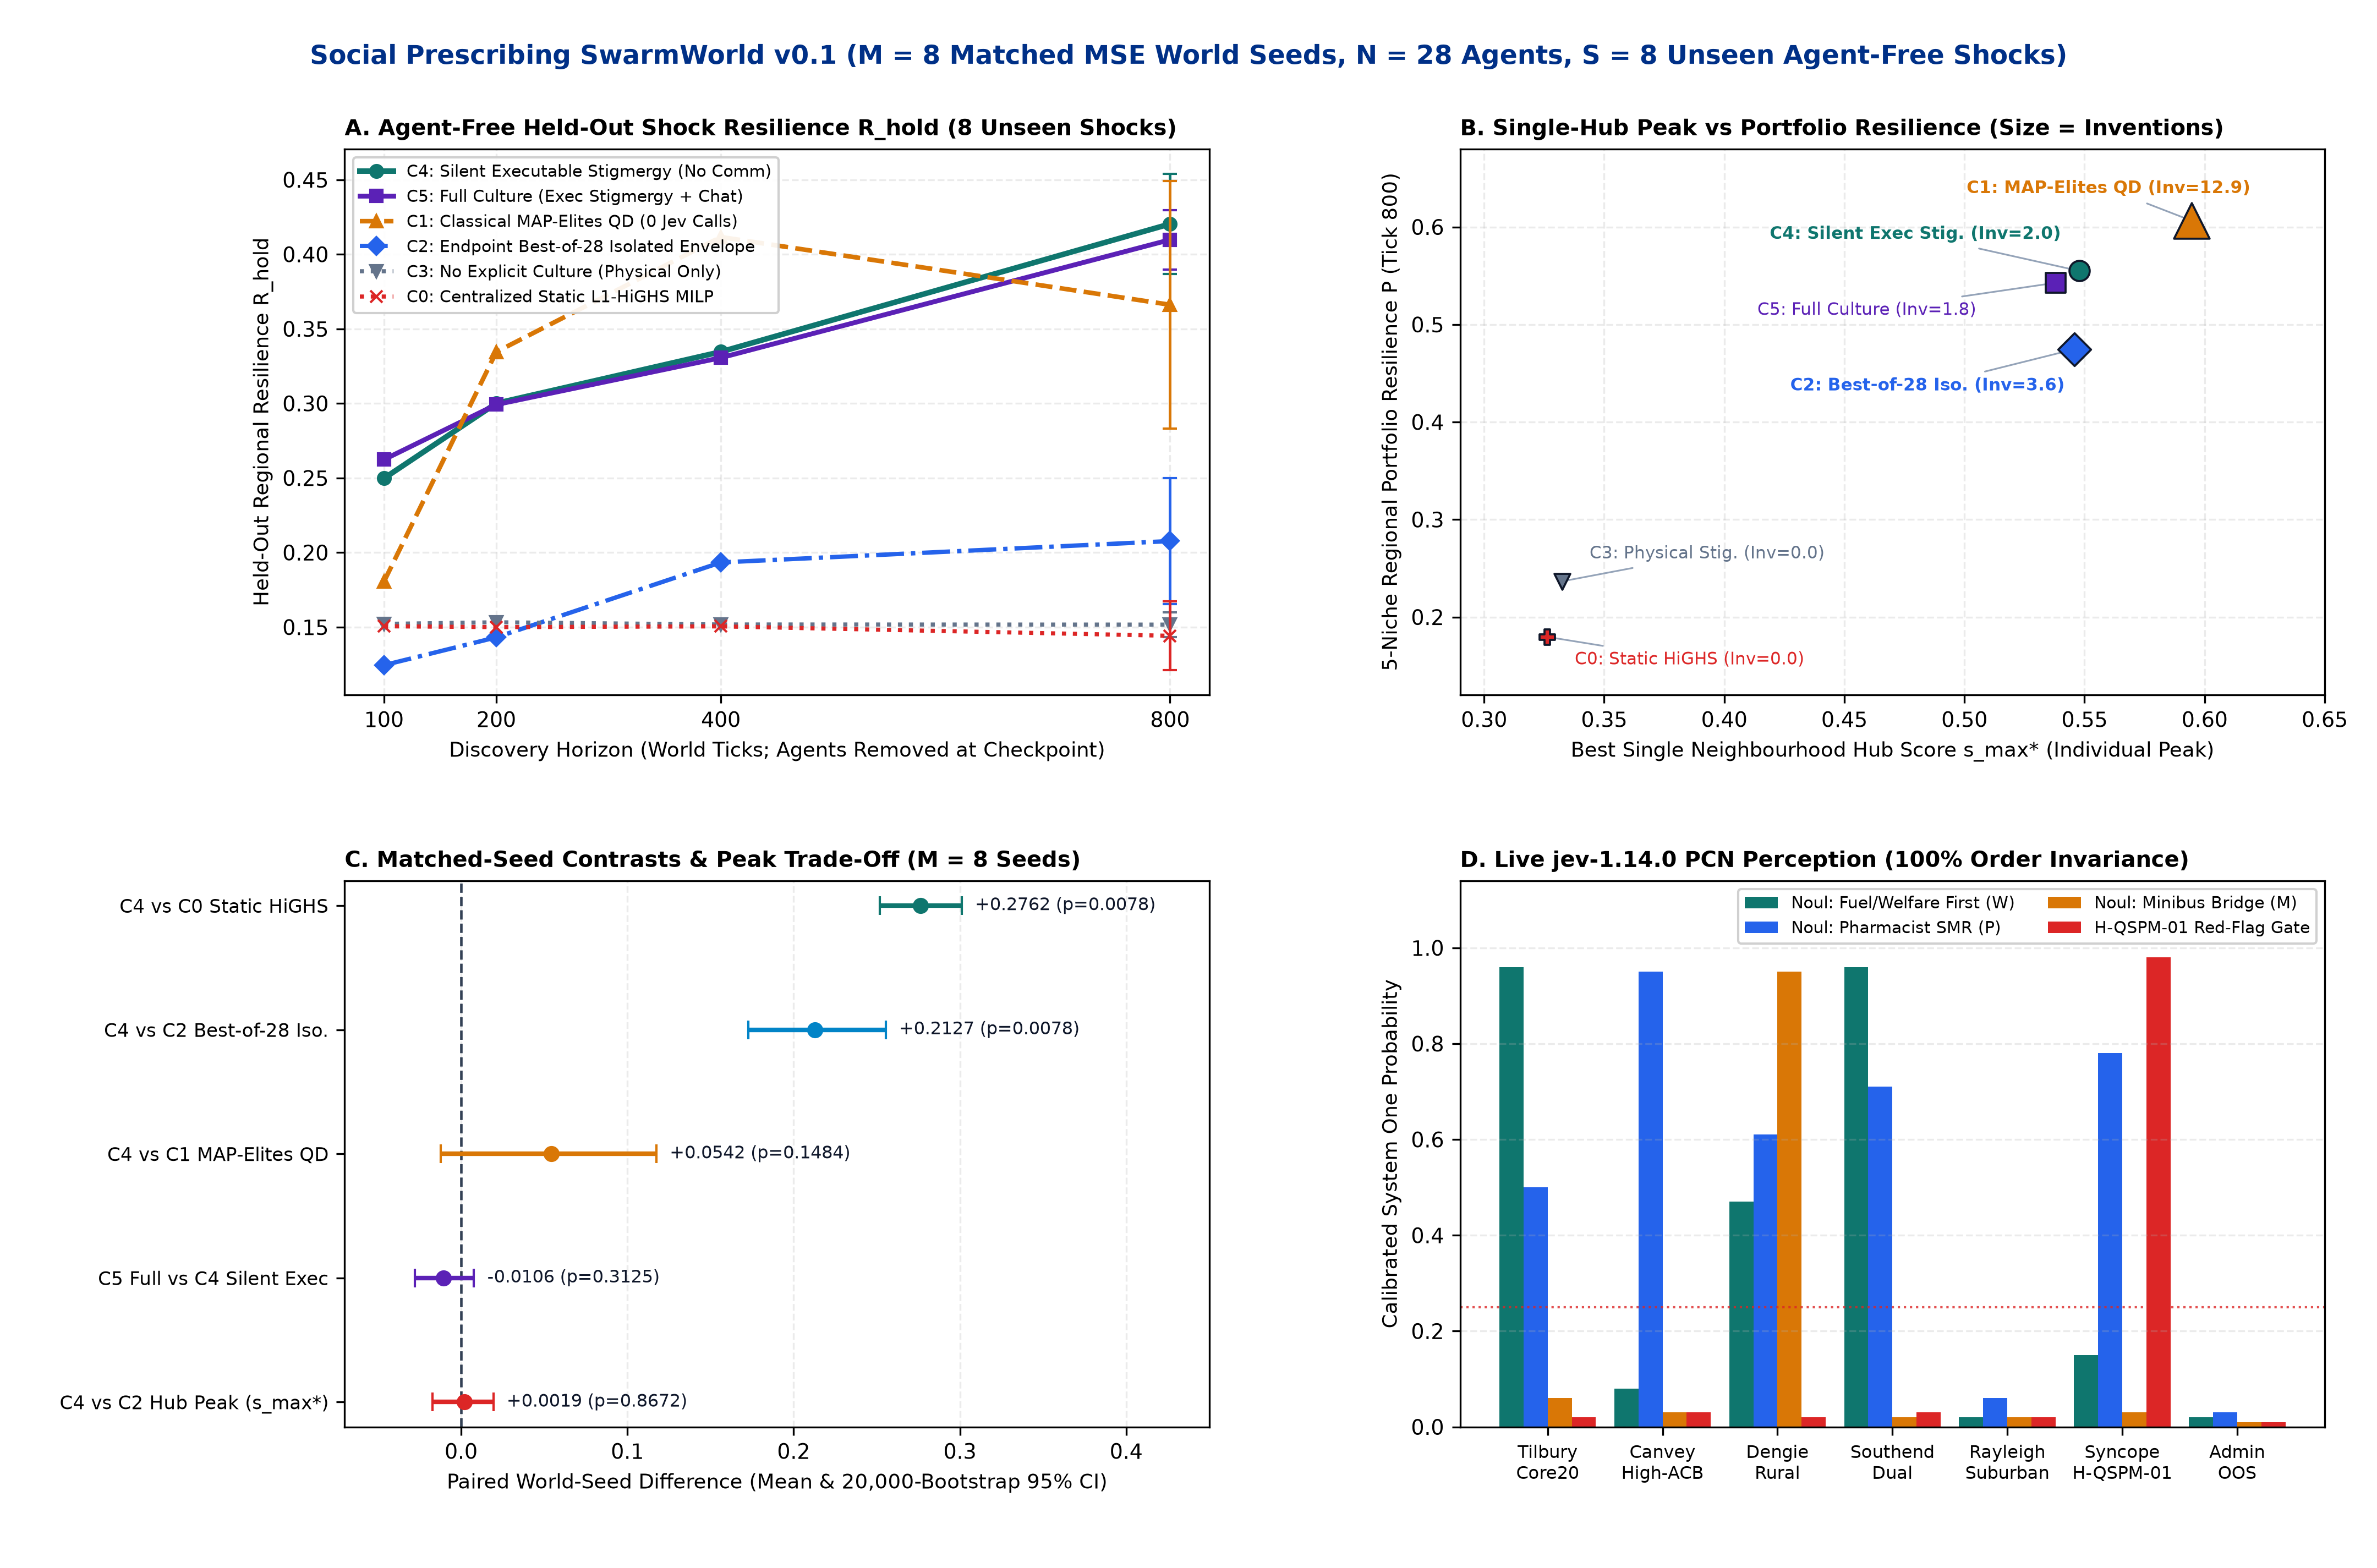 Social Prescribing SwarmWorld v0.1 (M = 8 Matched MSE World Seeds, N = 28 Agents, S = 8 Unseen Agent-Free Shocks)
A. Agent-Free Held-Out Shock Resilience R_hold (8 Unseen Shocks)
C4: Silent Executable Stigmergy (No Comm)
C5: Full Culture (Exec Stigmergy + Chat)
C1: Classical MAP-Elites QD (0 Jev Calls)
C2: Endpoint Best-of-28 Isolated Envelope
C3: No Explicit Culture (Physical Only)
C0: Centralized Static L1-HiGHS MILP
Held-Out Regional Resilience R_hold
0.45
0.40
0.35
0.30
0.25
0.20
0.15
100 200 400 800
Discovery Horizon (World Ticks; Agents Removed at Checkpoint)
B. Single-Hub Peak vs Portfolio Resilience (Size = Inventions)
5-Niche Regional Portfolio Resilience P (Tick 800)
0.6
0.5
0.4
0.3
0.2
C1: MAP-Elites QD (Inv=12.9)
C4: Silent Exec Stig. (Inv=2.0)
C5: Full Culture (Inv=1.8)
C2: Best-of-28 Iso. (Inv=3.6)
C3: Physical Stig. (Inv=0.0)
C0: Static HiGHS (Inv=0.0)
0.30 0.35 0.40 0.45 0.50 0.55 0.60 0.65
Best Single Neighbourhood Hub Score s_max* (Individual Peak)
C. Matched-Seed Contrasts & Peak Trade-Off (M = 8 Seeds)
C4 vs C0 Static HiGHS
+0.2762 (p=0.0078)
C4 vs C2 Best-of-28 Iso.
+0.2127 (p=0.0078)
C4 vs C1 MAP-Elites QD
+0.0542 (p=0.1484)
C5 Full vs C4 Silent Exec
-0.0106 (p=0.3125)
C4 vs C2 Hub Peak (s_max*)
+0.0019 (p=0.8672)
0.0 0.1 0.2 0.3 0.4
Paired World-Seed Difference (Mean & 20,000-Bootstrap 95% CI)
D. Live jev-1.14.0 PCN Perception (100% Order Invariance)
Noul: Fuel/Welfare First (W)
Noul: Pharmacist SMR (P)
Noul: Minibus Bridge (M)
H-QSPM-01 Red-Flag Gate
Calibrated System One Probability
1.0
0.8
0.6
0.4
0.2
0.0
Tilbury
Core20
Canvey
High-ACB
Dengie
Rural
Southend
Dual
Rayleigh
Suburban
Syncope
H-QSPM-01
Admin
OOS